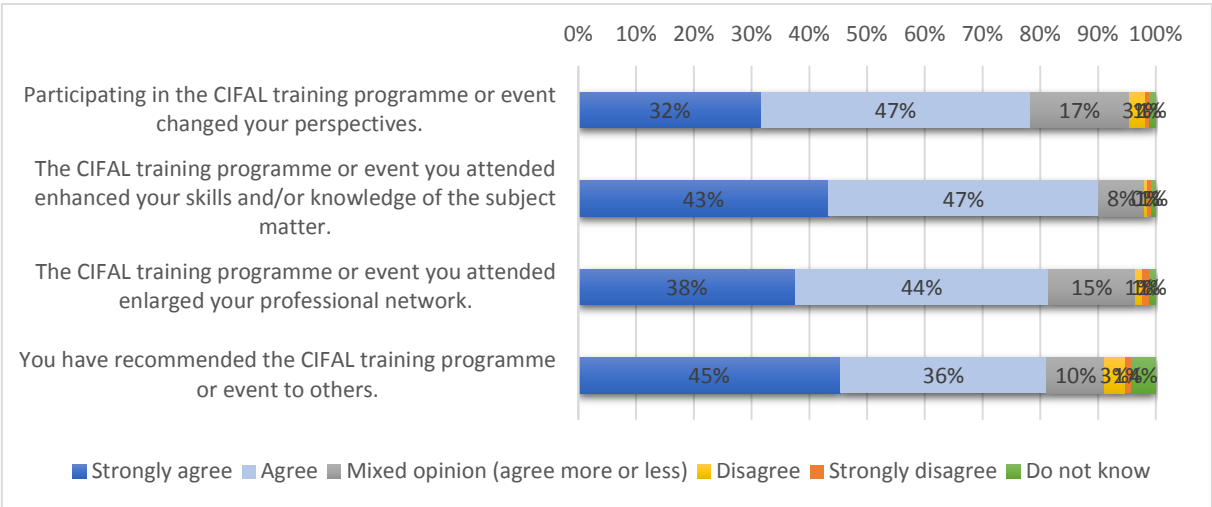 0% 10% 20% 30% 40% 50% 60% 70% 80% 90% 100%
Participating in the CIFAL training programme or event
changed your perspectives.
32% 47% 17% 3%
The CIFAL training programme or event you attended
enhanced your skills and/or knowledge of the subject
matter.
43% 47% 8%
The CIFAL training programme or event you attended
enlarged your professional network.
38% 44% 15%
You have recommended the CIFAL training programme
or event to others.
45% 36% 10% 3% 1% 4%
Strongly agree Agree Mixed opinion (agree more or less) Disagree Strongly disagree Do not know